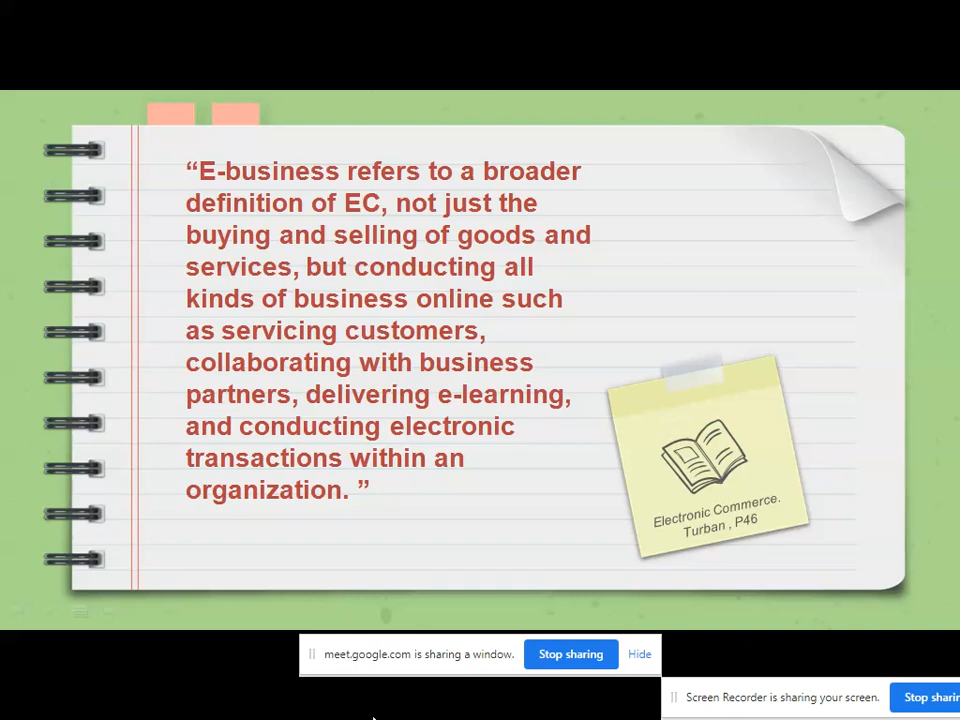 “E-business refers to a broader
definition of EC, not just the
buying and selling of goods and
services, but conducting all
kinds of business online such
as servicing customers,
collaborating with business
partners, delivering e-learning,
and conducting electronic
transactions within an
organization. ”
Electronic Commerce.
Turban , P46
meet.google.com is sharing a window.
Stop sharing
Hide
Screen Recorder is sharing your screen.
Stop sharin